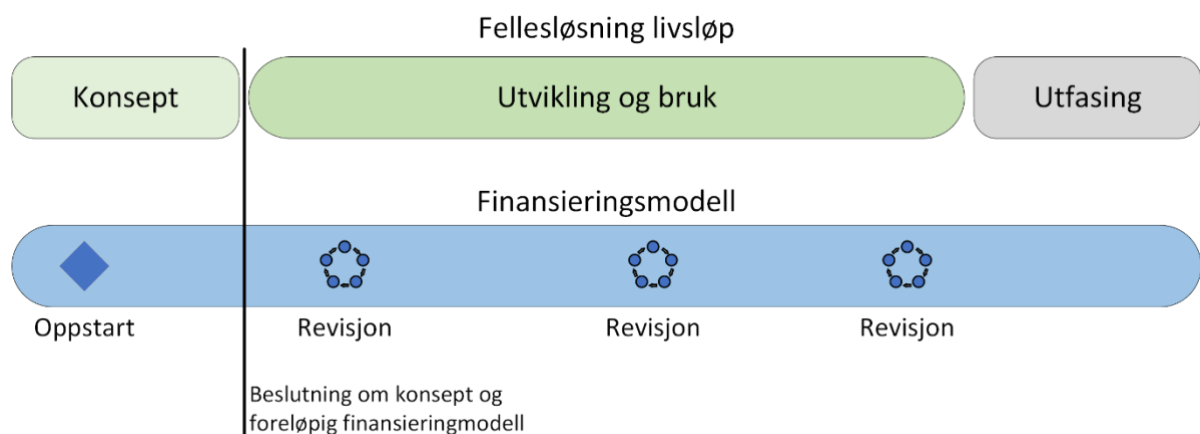 Fellesløsning livsløp
Konsept
Utvikling og bruk
Utfasing
Finansieringsmodell
Oppstart
Revisjon
Revisjon
Revisjon
Beslutning om konsept og
foreløpig finansieringmodell